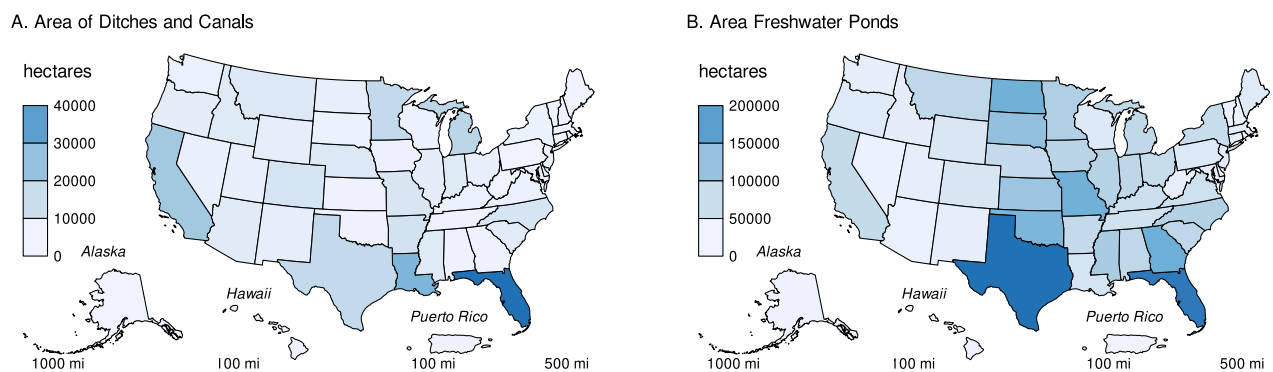 A. Area of Ditches and Canals
hectares
40000
30000
20000
10000
0
Alaska
Hawaii
Puerto Rico
1000 mi
100 mi
100 mi
500 mi
B. Area Freshwater Ponds
hectares
200000
150000
100000
50000
0
Alaska
Hawaii
Puerto Rico
1000 mi
100 mi
100 mi
500 mi